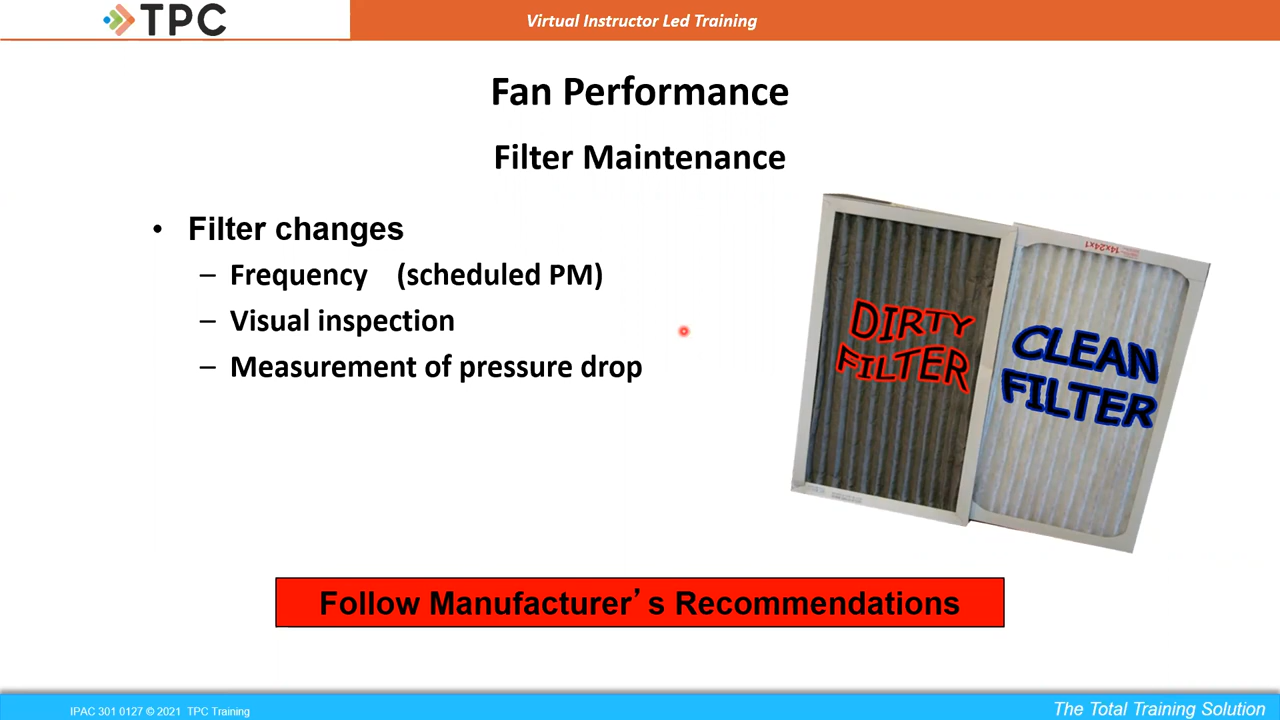 TPC
Virtual Instructor Led Training
Fan Performance
Filter Maintenance
• Filter changes
– Frequency (scheduled PM)
– Visual inspection
– Measurement of pressure drop
DIRTY
FILTER
14x24x1
CLEAN
FILTER
Follow Manufacturer’s Recommendations
IPAC 301 0127 © 2021 TPC Training
The Total Training Solution